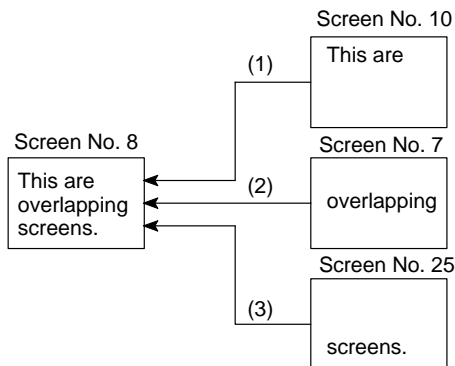 Screen No. 10
This are
(1)
Screen No. 8
This are
overlapping
screens.
Screen No. 7
overlapping
(2)
Screen No. 25
screens.
(3)